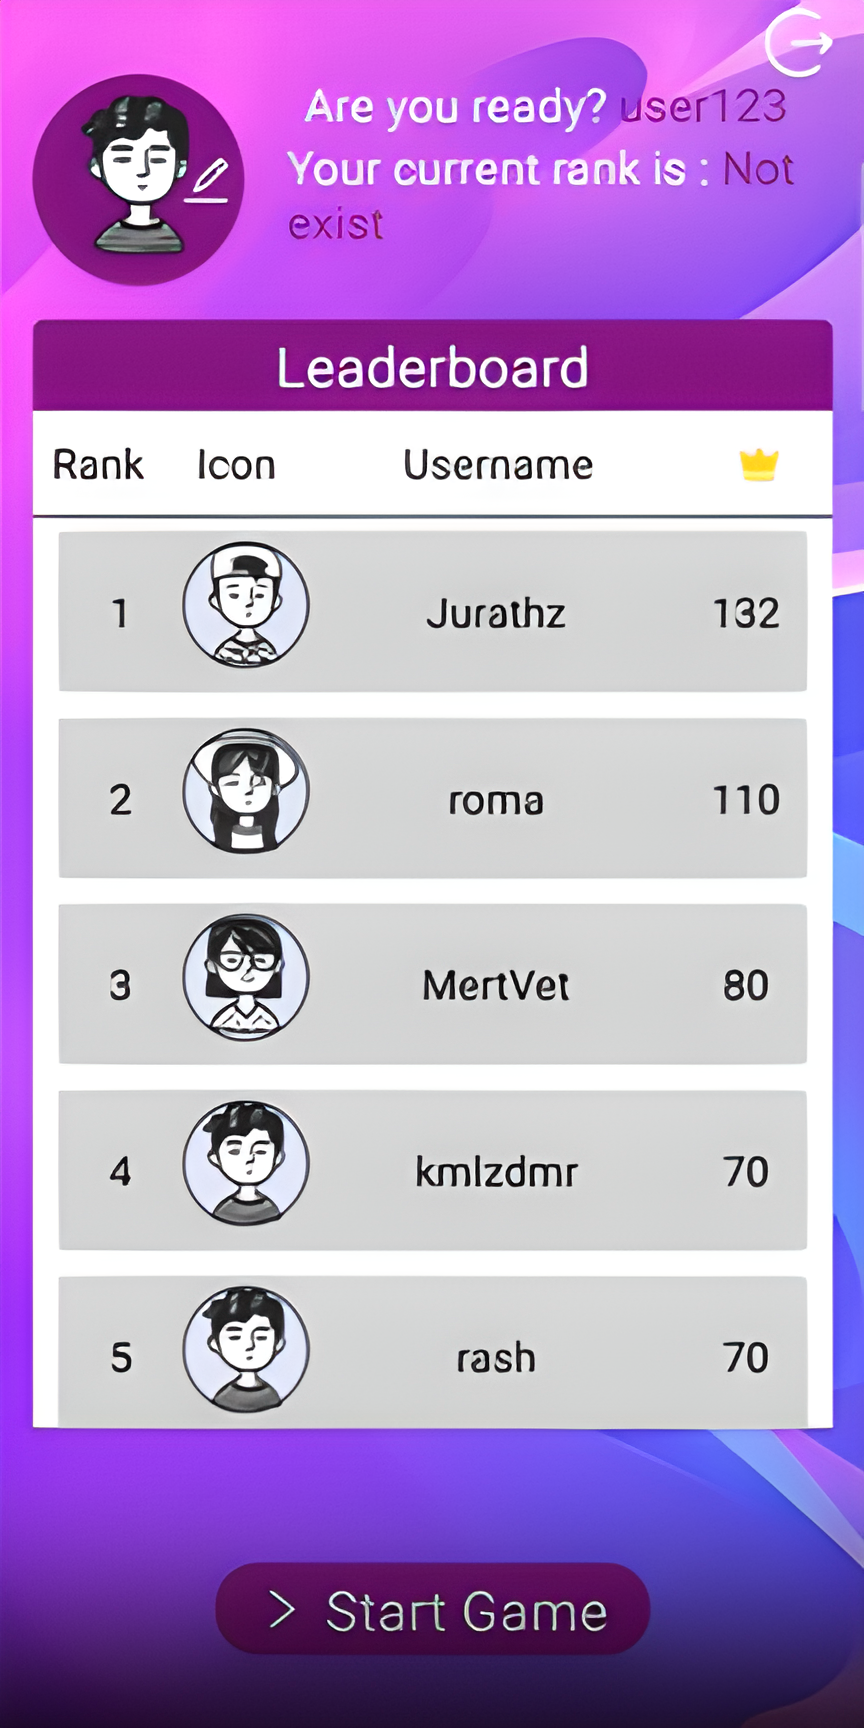 Are you ready? user123
Your current rank is : Not
exist
Leaderboard
Rank Icon Username
1 Jurathz 132
2 roma 110
3 MertVet 80
4 kmlzdmr 70
5 rash 70
> Start Game